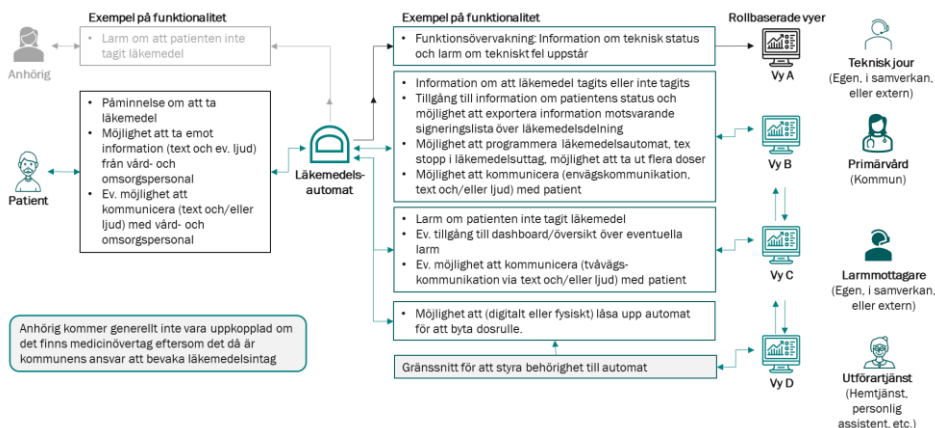 Exempel på funktionalitet
Exempel på funktionalitet
Rollbaserade vyer
Anhörig
• Larm om att patienten inte
tagit läkemedel
Patient
• Påminnelse om att ta
läkemedel
• Möjlighet att ta emot
information (text och ev. ljud)
från vård- och
omsorgspersonal
• Ev. möjlighet att
kommunicera (text och/eller
ljud) med vård- och
omsorgspersonal
Läkemedels-
automat
• Funktionsövervakning: Information om teknisk status
och larm om tekniskt fel uppstår
Vy A
Teknisk jour
(Egen, i samverkan,
eller extern)
• Information om att läkemedel tagits eller inte tagits
• Tillgång till information om patientens status och
möjlighet att exportera information motsvarande
signeringslista över läkemedelsdelning
• Möjlighet att programmera läkemedelsautomat, tex
stopp i läkemedelsuttag, möjlighet att ta ut flera doser
• Möjlighet att kommunicera (envägskommunikation,
text och/eller ljud) med patient
Vy B
Primärvård
(Kommun)
• Larm om patienten inte tagit läkemedel
• Ev. tillgång till dashboard/översikt över eventuella
larm
• Ev. möjlighet att kommunicera (tvåvägs-
kommunikation via text och/eller ljud) med patient
Vy C
Larmmottagare
(Egen, i samverkan,
eller extern)
• Möjlighet att (digitalt eller fysiskt) låsa upp automat
för att byta dosrulle.
Gränssnitt för att styra behörighet till automat
Vy D
Utförartjänst
(Hemtjänst,
personlig
assistent, etc.)
Anhörig kommer generellt inte vara uppkopplad om
det finns medicinövertag eftersom det då är
kommunens ansvar att bevaka läkemedelsintag